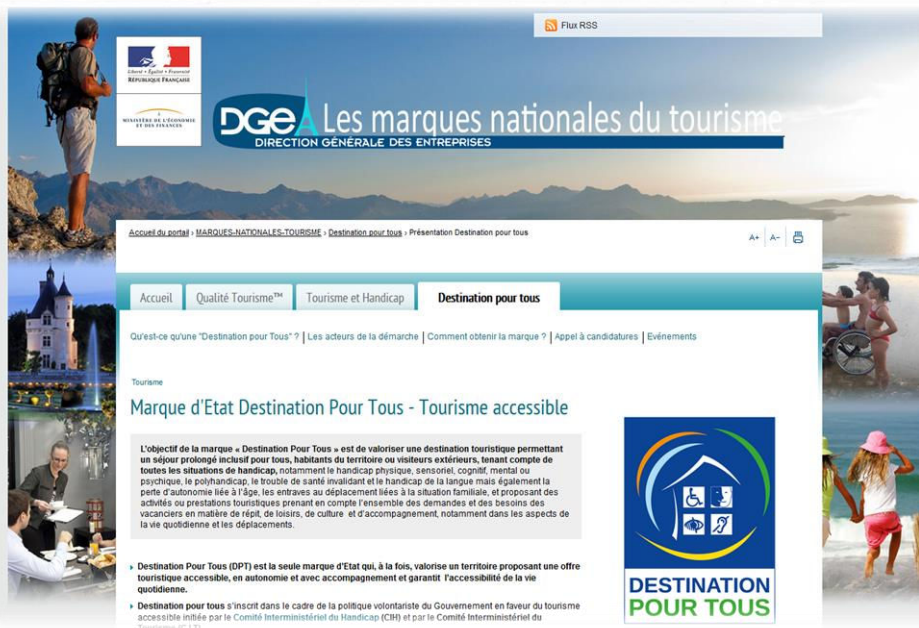 Flux RSS
Liberté • Égalité • Fraternité
RÉPUBLIQUE FRANÇAISE
MINISTÈRE DE L'ÉCONOMIE
ET DES FINANCES
DGE Les marques nationales du tourisme
DIRECTION GÉNÉRALE DES ENTREPRISES
Accueil du portail › MARQUES-NATIONALES-TOURISME › Destination pour tous › Présentation Destination pour tous
A+ A-
Accueil Qualité Tourisme™ Tourisme et Handicap Destination pour tous
Qu'est-ce qu'une "Destination pour Tous" ? | Les acteurs de la démarche | Comment obtenir la marque ? | Appel à candidatures | Evénements
Tourisme
Marque d'Etat Destination Pour Tous - Tourisme accessible
L'objectif de la marque « Destination Pour Tous » est de valoriser une destination touristique permettant
un séjour prolongé inclusif pour tous, habitants du territoire ou visiteurs extérieurs, tenant compte de
toutes les situations de handicap, notamment le handicap physique, sensoriel, cognitif, mental ou
psychique, le polyhandicap, le trouble de santé invalidant et le handicap de la langue mais également la
perte d'autonomie liée à l'âge, les entraves au déplacement liées à la situation familiale, et proposant des
activités ou prestations touristiques prenant en compte l'ensemble des demandes et des besoins des
vacanciers en matière de répit, de loisirs, de culture et d'accompagnement, notamment dans les aspects de
la vie quotidienne et les déplacements.
Destination Pour Tous (DPT) est la seule marque d'Etat qui, à la fois, valorise un territoire proposant une offre
touristique accessible, en autonomie et avec accompagnement et garantit l'accessibilité de la vie
quotidienne.
Destination pour tous s'inscrit dans le cadre de la politique volontariste du Gouvernement en faveur du tourisme
accessible initiée par le Comité Interministériel du Handicap (CIH) et par le Comité Interministériel du
DESTINATION
POUR TOUS